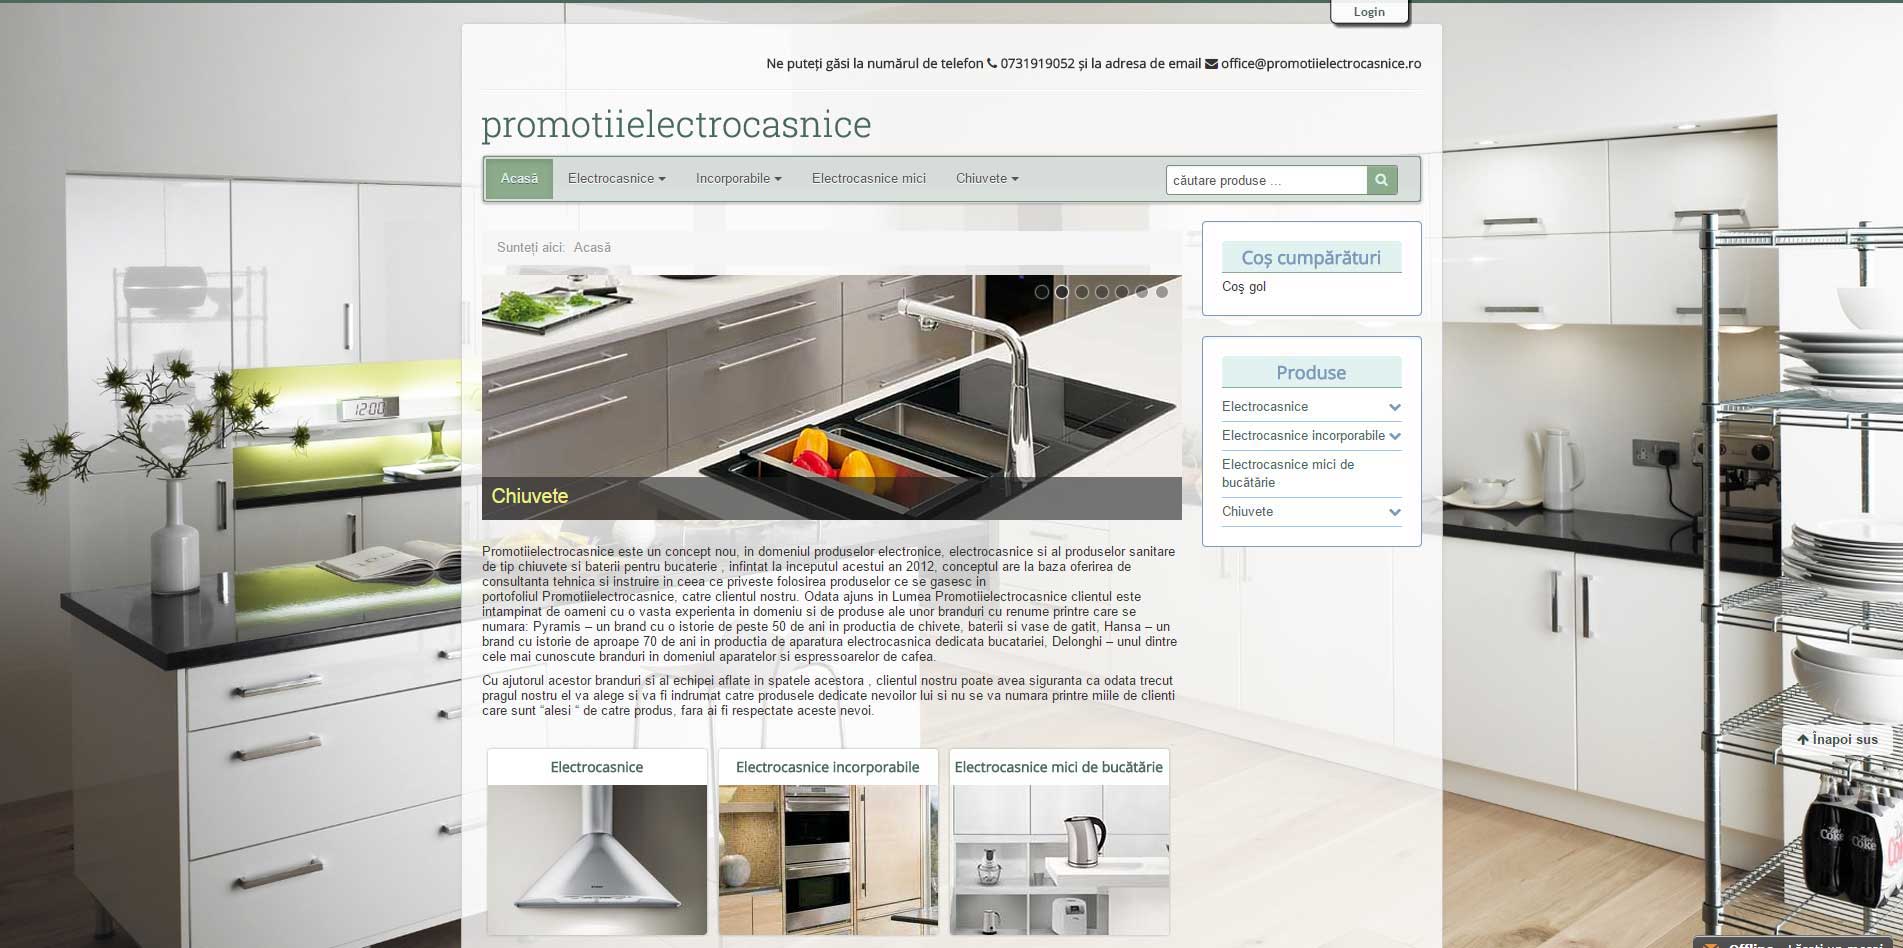 Login
Ne puteți găsi la numărul de telefon 0731919052 și la adresa de email office@promotiielectrocasnice.ro
promotiielectrocasnice
Acasă Electrocasnice Incorporabile Electrocasnice mici Chiuvete căutare produse ...
Sunteți aici: Acasă
Chiuvete
Coș cumpărături
Coș gol
Produse
Electrocasnice
Electrocasnice incorporabile
Electrocasnice mici de
bucătărie
Chiuvete
12:00
Promotiielectrocasnice este un concept nou, in domeniul produselor electronice, electrocasnice si al produselor sanitare
de tip chiuvete si baterii pentru bucaterie , infintat la inceputul acestui an 2012, conceptul are la baza oferirea de
consultanta tehnica si instruire in ceea ce priveste folosirea produselor ce se gasesc in
portofoliul Promotiielectrocasnice, catre clientul nostru. Odata ajuns in Lumea Promotiielectrocasnice clientul este
intampinat de oameni cu o vasta experienta in domeniu si de produse ale unor branduri cu renume printre care se
numara: Pyramis – un brand cu o istorie de peste 50 de ani in productia de chivete, baterii si vase de gatit, Hansa – un
brand cu istorie de aproape 70 de ani in productia de aparatura electrocasnica dedicata bucatariei, Delonghi – unul dintre
cele mai cunoscute branduri in domeniul aparatelor si espressoarelor de cafea.
Cu ajutorul acestor branduri si al echipei aflate in spatele acestora , clientul nostru poate avea siguranta ca odata trecut
pragul nostru el va alege si va fi indrumat catre produsele dedicate nevoilor lui si nu se va numara printre miile de clienti
care sunt “alesi “ de catre produs, fara ai fi respectate aceste nevoi.
Electrocasnice
Electrocasnice incorporabile
Electrocasnice mici de bucătărie
Înapoi sus
Coke
Coke